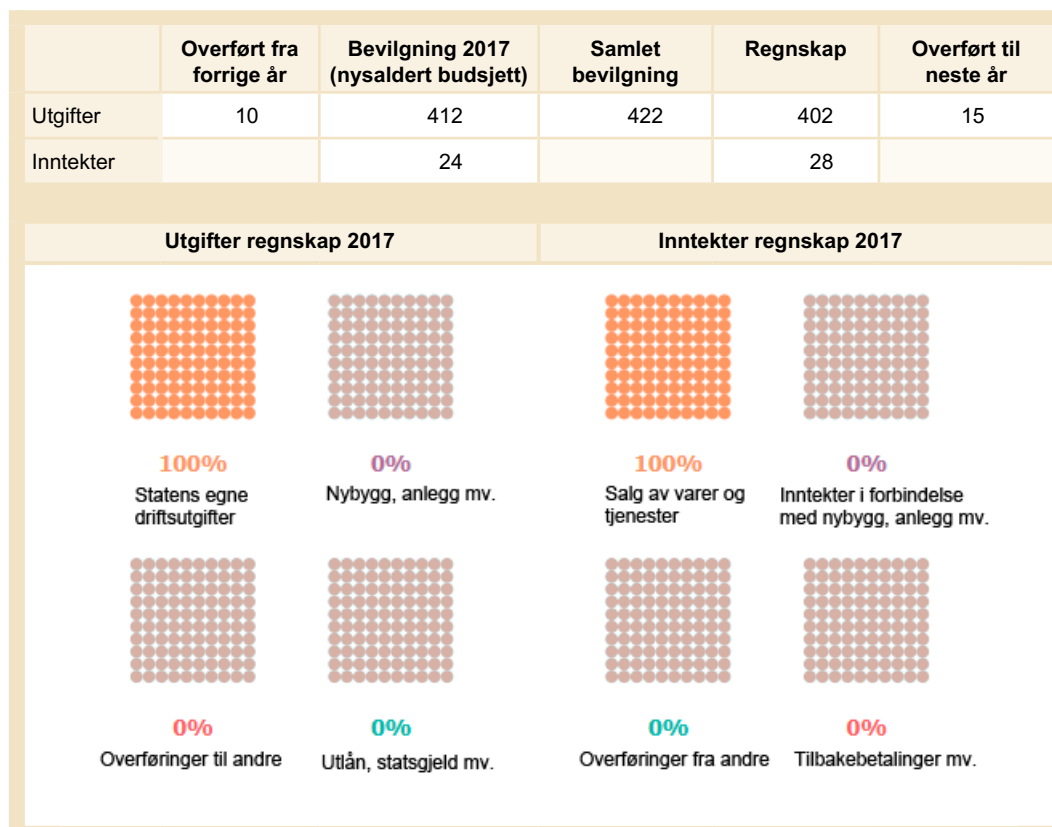 Overført fra forrige år
Bevilgning 2017 (nysaldert budsjett)
Samlet bevilgning
Regnskap
Overført til neste år
Utgifter 10 412 422 402 15
Inntekter 24 28
Utgifter regnskap 2017
Inntekter regnskap 2017
100%
Statens egne
driftsutgifter
0%
Nybygg, anlegg mv.
100%
Salg av varer og
tjenester
0%
Inntekter i forbindelse
med nybygg, anlegg mv.
0%
Overføringer til andre
0%
Utlån, statsgjeld mv.
0%
Overføringer fra andre
0%
Tilbakebetalinger mv.